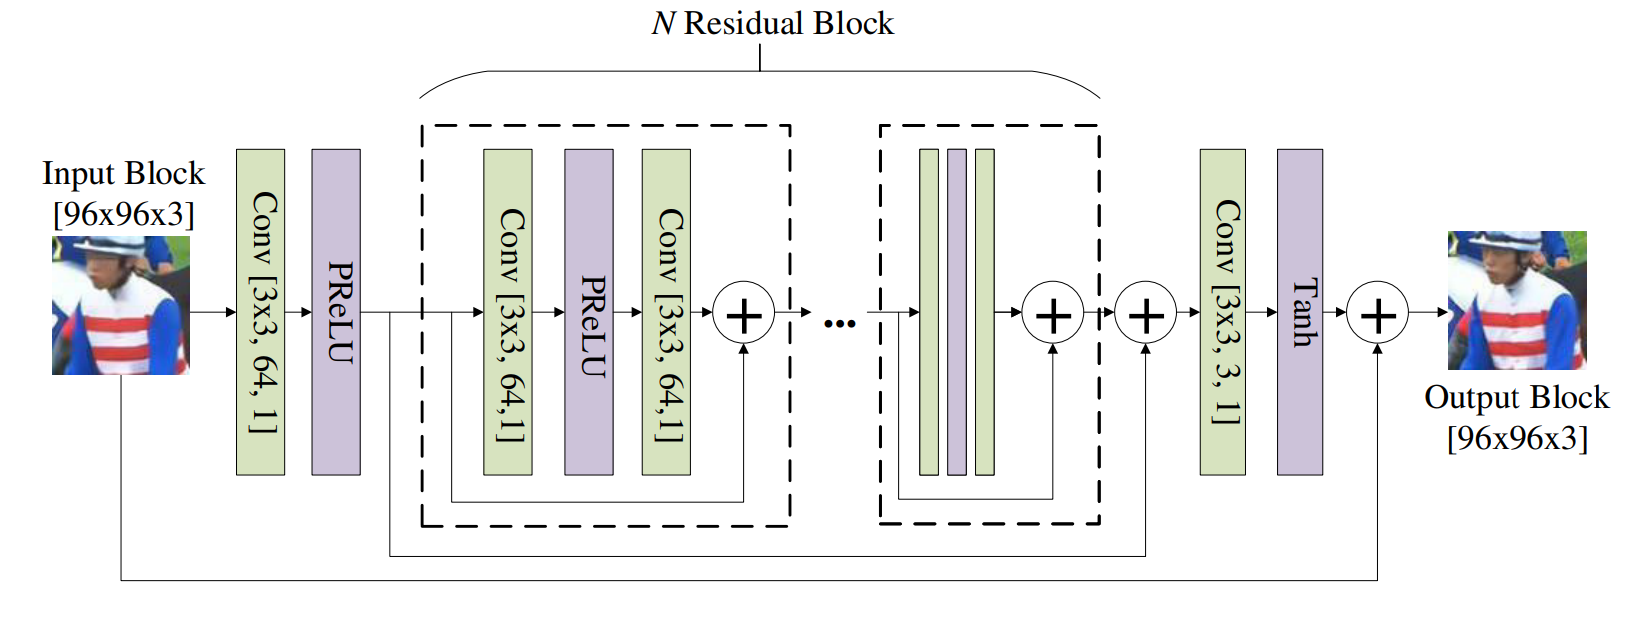 N Residual Block
Input Block
[96x96x3]
Conv [3x3, 64, 1]
PReLU
Conv [3x3, 64,1]
PReLU
Conv [3x3, 64,1]
+
...
+
+
Conv [3x3, 3, 1]
Tanh
+
Output Block
[96x96x3]